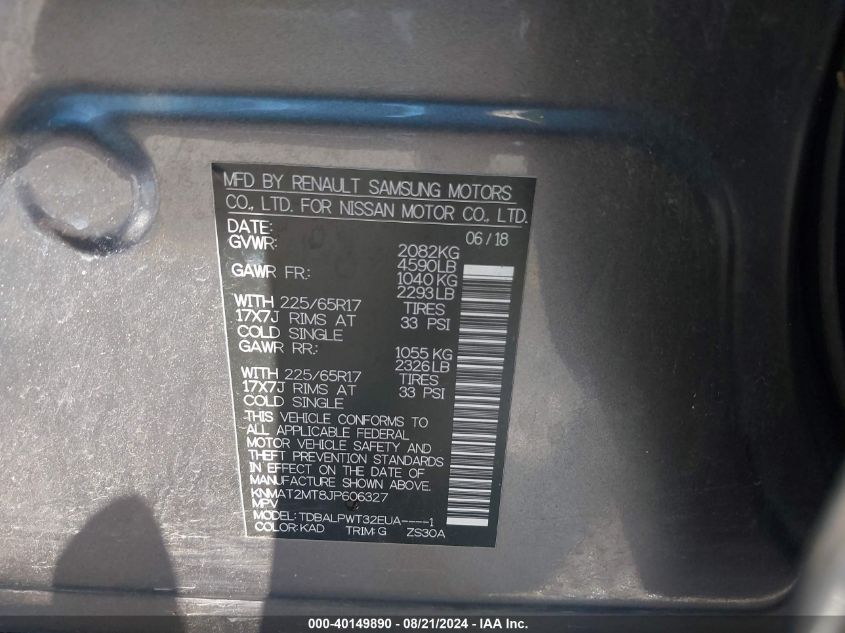 MFD BY RENAULT SAMSUNG MOTORS
CO., LTD. FOR NISSAN MOTOR CO., LTD.
DATE: 06/18
GVWR: 2082KG
4590LB
GAWR FR: 1040 KG
2293LB
WITH 225/65R17 TIRES
17X7J RIMS AT 33 PSI
COLD SINGLE
GAWR RR: 1055 KG
2326LB
WITH 225/65R17 TIRES
17X7J RIMS AT 33 PSI
COLD SINGLE
THIS VEHICLE CONFORMS TO
ALL APPLICABLE FEDERAL
MOTOR VEHICLE SAFETY AND
THEFT PREVENTION STANDARDS
IN EFFECT ON THE DATE OF
MANUFACTURE SHOWN ABOVE.
KNMAT2MT8JP606327
MPV
MODEL: TDBALPWT32EUA----1
COLOR: KAD TRIM: G ZS30A
000-40149890 - 08/21/2024 - IAA Inc.